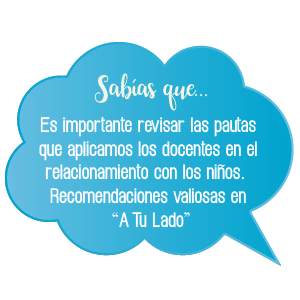 Sabías que...
Es importante revisar las pautas
que aplicamos los docentes en el
relacionamiento con los niños.
Recomendaciones valiosas en
“A Tu Lado”